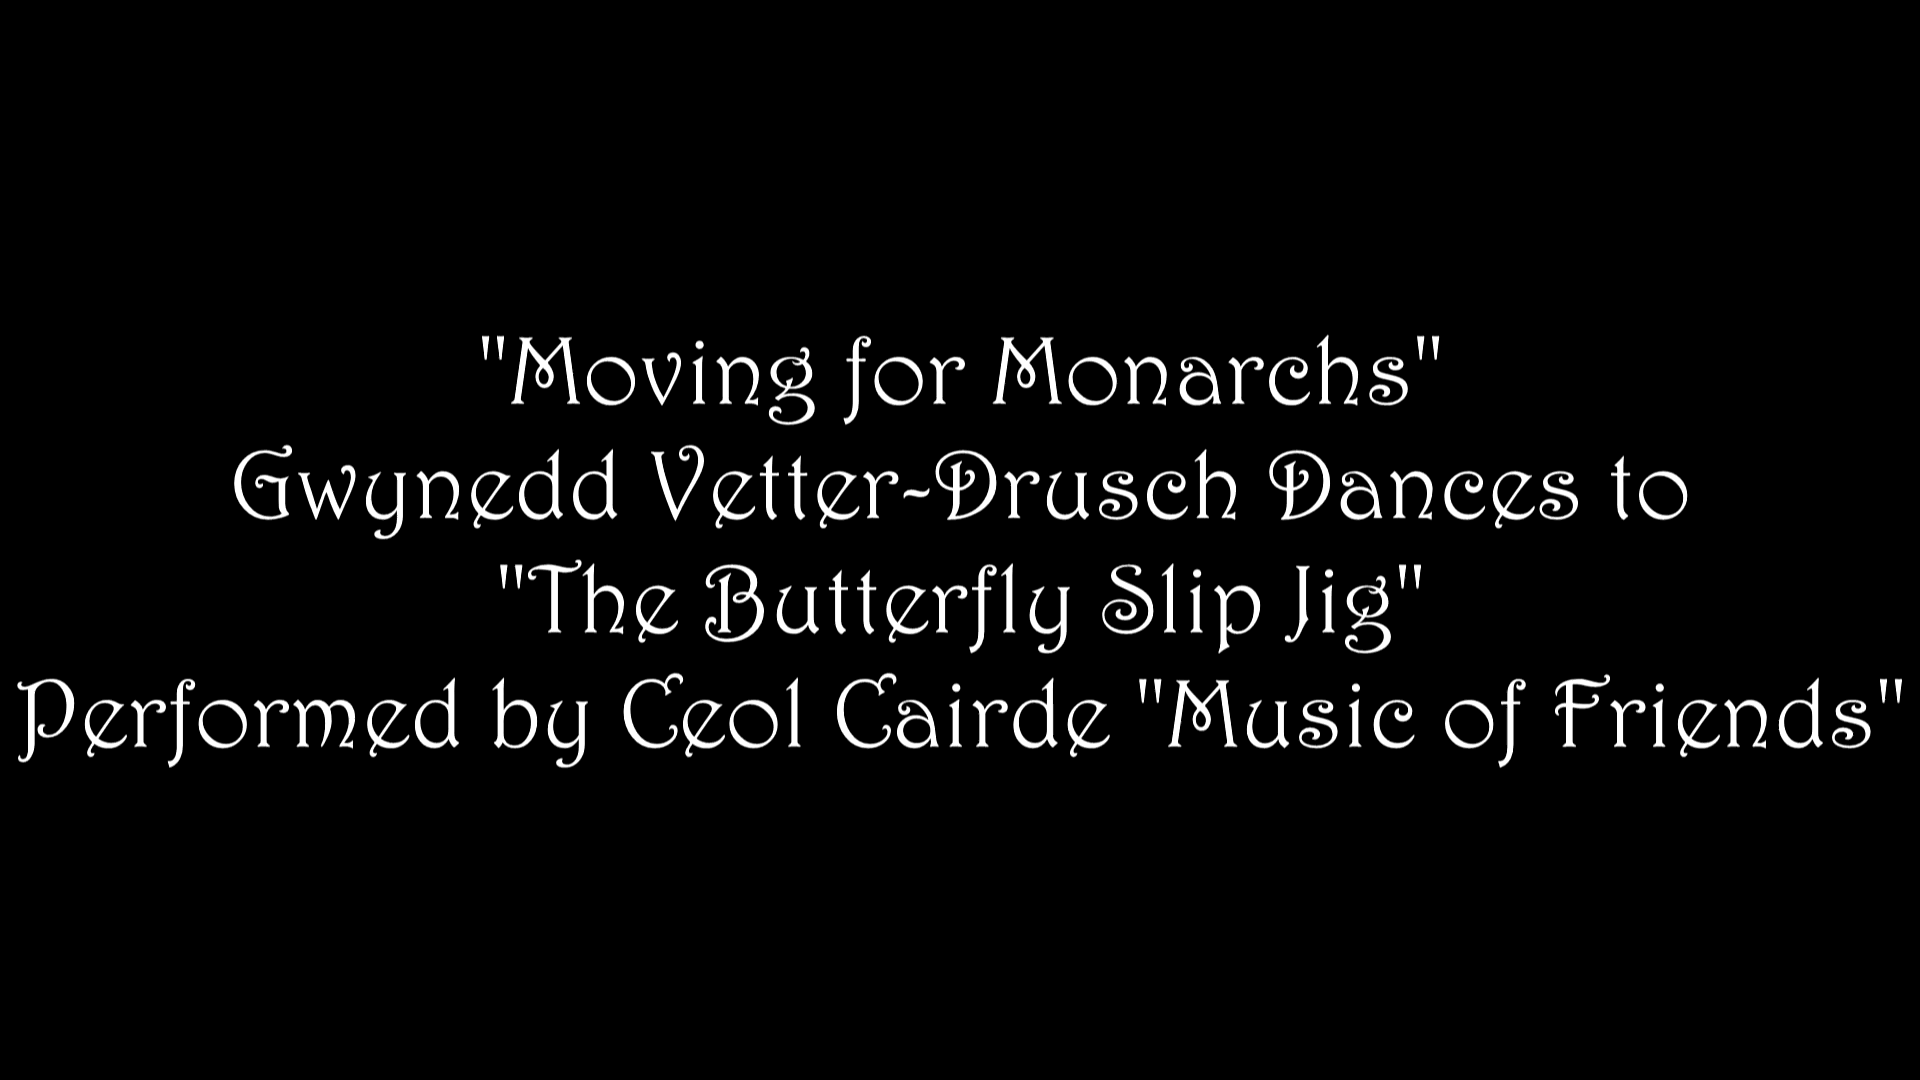 "Moving for Monarchs"
Gwynedd Vetter-Drusch Dances to
"The Butterfly Slip Jig"
Performed by Ceol Cairde "Music of Friends"